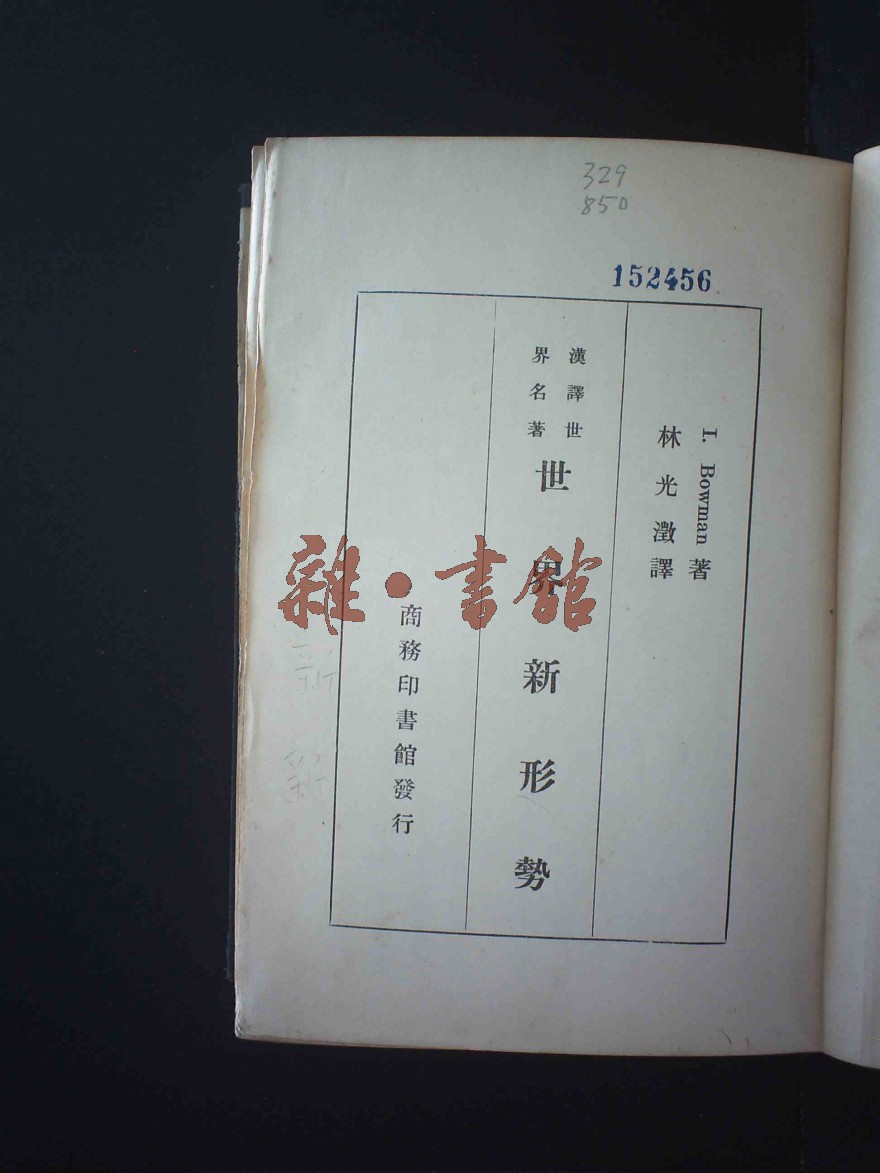 329
850
152456
I. Bowman 著
林光澂譯
漢譯世
界名著
世界新形勢
商務印書館發行
雜·書館